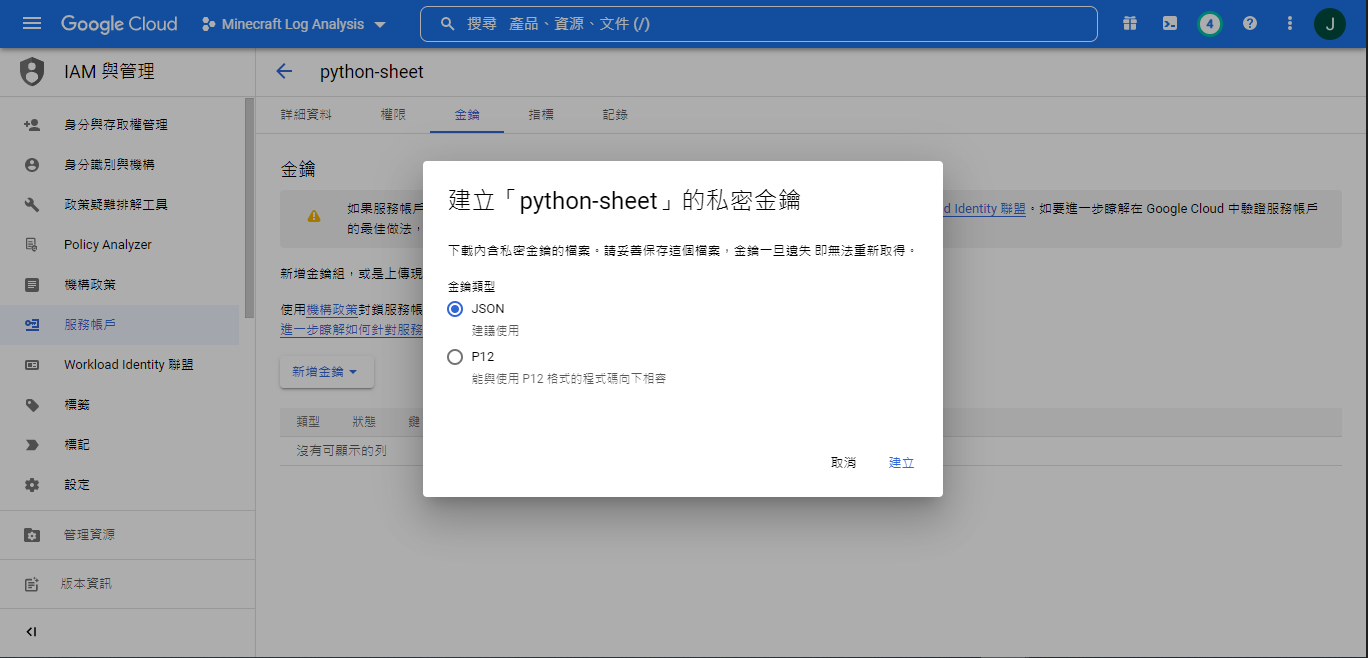 Google Cloud
Minecraft Log Analysis
搜尋 產品、資源、文件 (/)
4
J
IAM 與管理
身分與存取權管理
身分識別與機構
政策疑難排解工具
Policy Analyzer
機構政策
服務帳戶
Workload Identity 聯盟
標籤
標記
設定
管理資源
版本資訊
python-sheet
詳細資料 權限 金鑰 指標 記錄
金鑰
如果服務帳戶
d Identity 聯盟。如要進一步瞭解在 Google Cloud 中驗證服務帳戶
的最佳做法，
新增金鑰組，或是上傳現
使用機構政策封鎖服務帳
進一步瞭解如何針對服務
新增金鑰
類型 狀態 鍵
沒有可顯示的列
建立「python-sheet」的私密金鑰
下載內含私密金鑰的檔案。請妥善保存這個檔案，金鑰一旦遺失 即無法重新取得。
金鑰類型
JSON
建議使用
P12
能與使用 P12 格式的程式碼向下相容
取消 建立